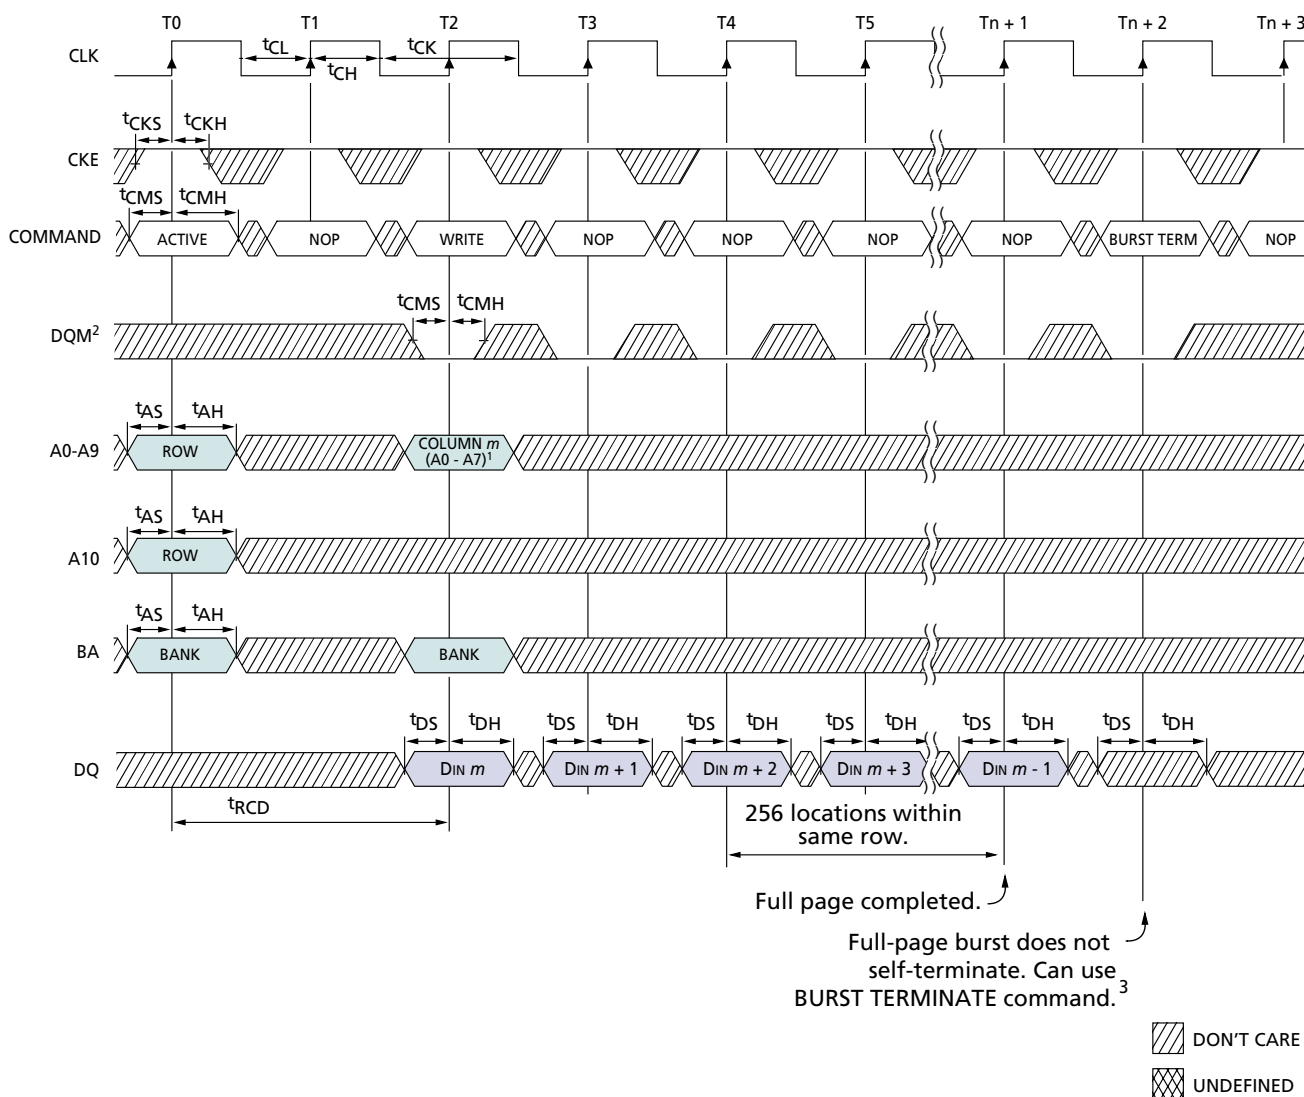 T0 T1 T2 T3 T4 T5 Tn + 1 Tn + 2 Tn + 3
CLK tCL tCH tCK
tCKS tCKH
CKE
tCMS tCMH
COMMAND ACTIVE NOP WRITE NOP NOP NOP NOP BURST TERM NOP
tCMS tCMH
DQM2
tAS tAH
A0-A9 ROW COLUMN m
(A0 - A7)1
tAS tAH
A10 ROW
tAS tAH
BA BANK BANK
tDS tDH tDS tDH tDS tDH tDS tDH tDS tDH tDS tDH
DQ DIN m DIN m + 1 DIN m + 2 DIN m + 3 DIN m - 1
tRCD
256 locations within
same row.
Full page completed.
Full-page burst does not
self-terminate. Can use
BURST TERMINATE command.3
DON'T CARE
UNDEFINED